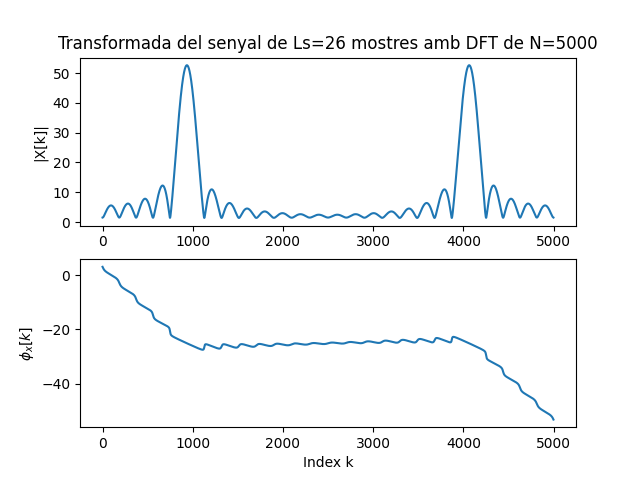 Transformada del senyal de Ls=26 mostres amb DFT de N=5000
|X[k]|
50
40
30
20
10
0
0 1000 2000 3000 4000 5000
ϕx[k]
0
−20
−40
0 1000 2000 3000 4000 5000
Index k